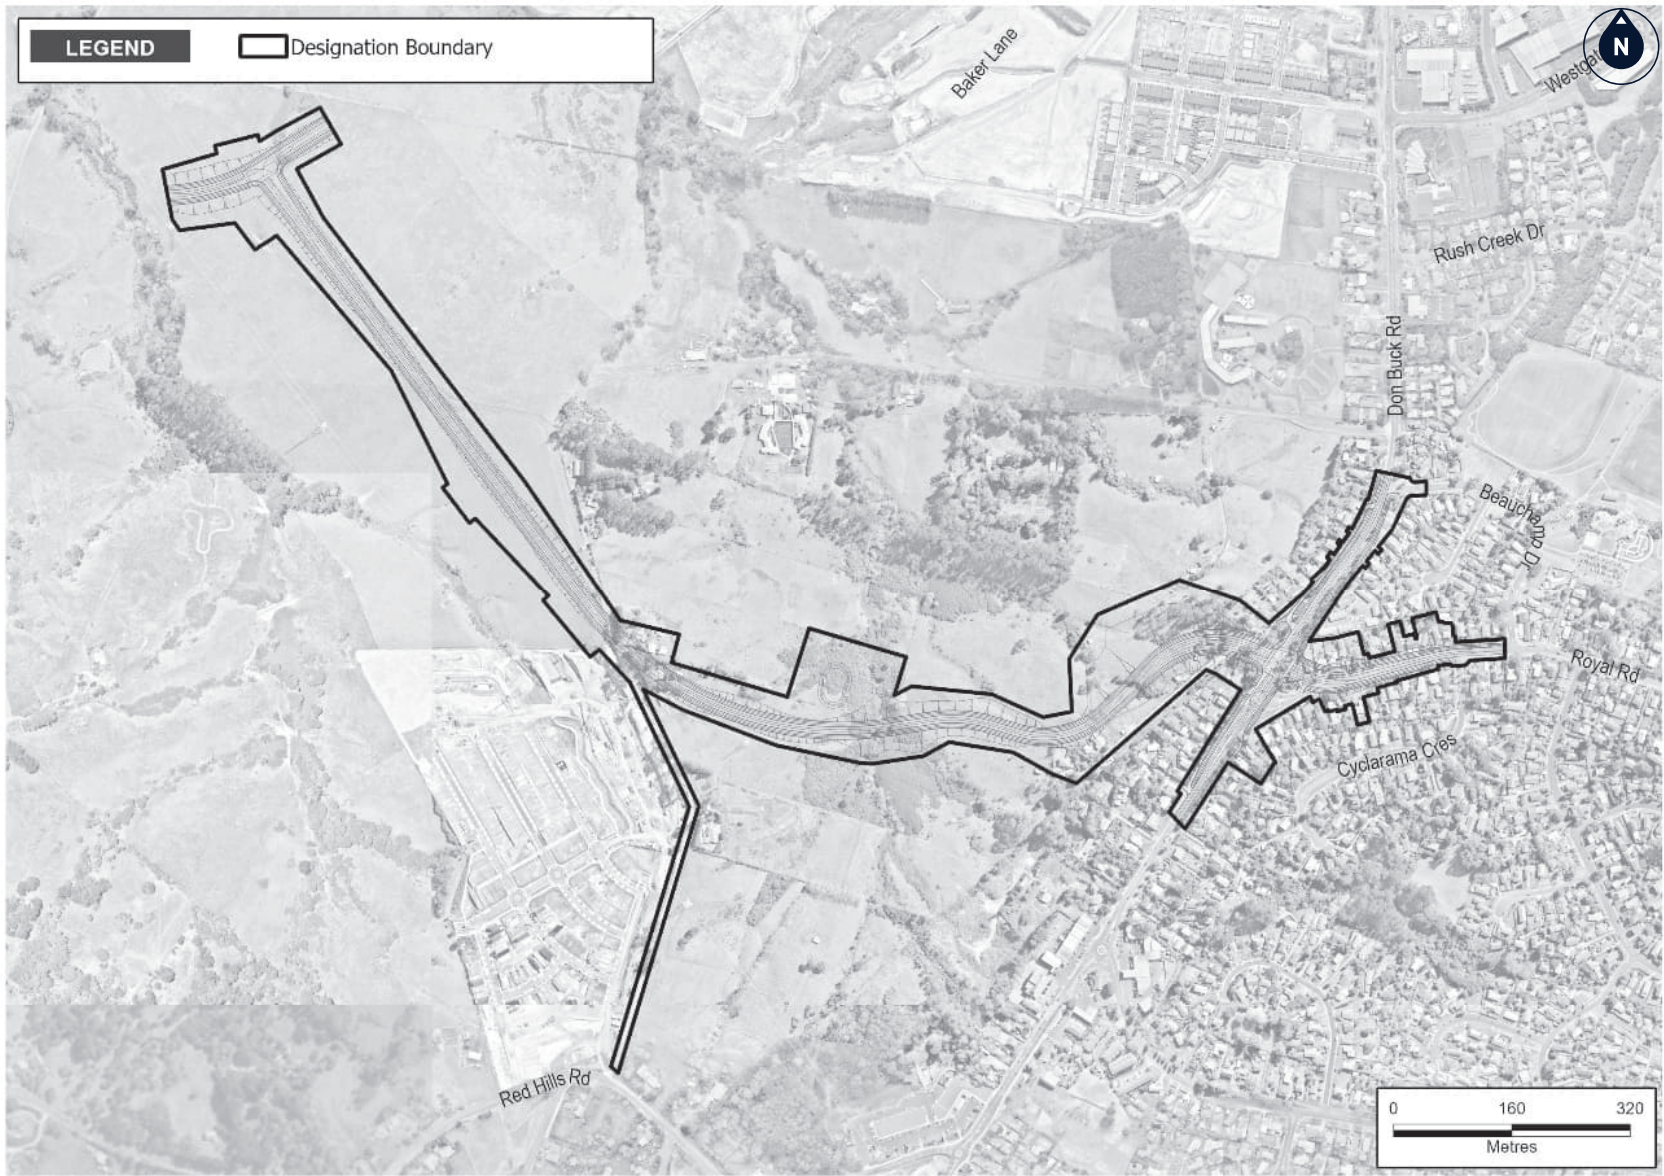 LEGEND
Designation Boundary
N
Baker Lane
Westgat
Rush Creek Dr
Don Buck Rd
Beauchamp Dr
Royal Rd
Cyclarama Cres
Red Hills Rd
0 160 320
Metres